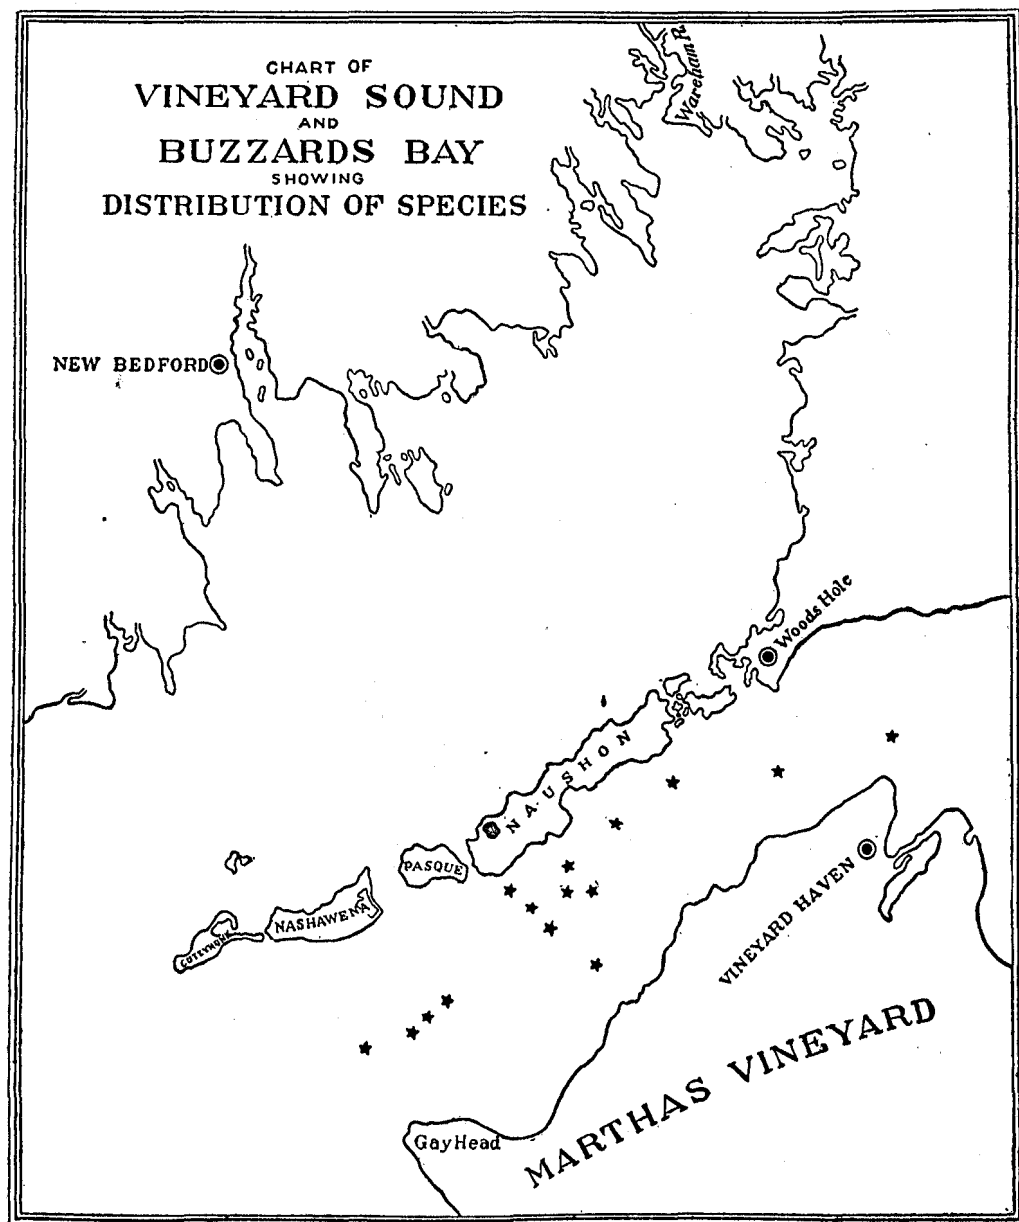 CHART OF
VINEYARD SOUND
AND
BUZZARDS BAY
SHOWING
DISTRIBUTION OF SPECIES
Wareham R.
NEW BEDFORD
Woods Hole
NAUSHON
PASQUE
NASHAWENA
VINEYARD HAVEN
MARTHAS VINEYARD
Gay Head